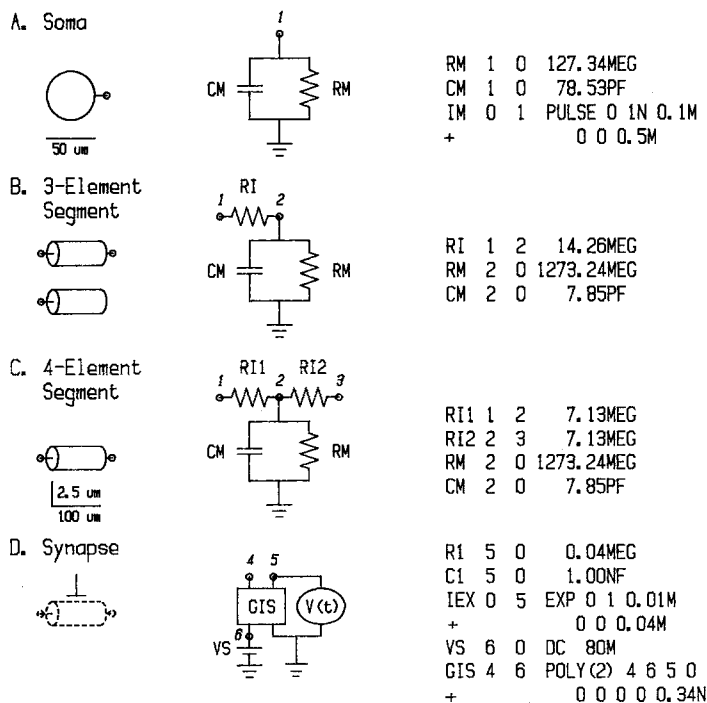 A. Soma
1
CM
RM
50 um
RM 1 0 127.34MEG
CM 1 0 78.53PF
IM 0 1 PULSE 0 1N 0.1M
+ 0 0 0.5M
B. 3-Element
Segment
RI
1 2
CM
RM
RI 1 2 14.26MEG
RM 2 0 1273.24MEG
CM 2 0 7.85PF
C. 4-Element
Segment
RI1 RI2
1 2 3
CM
RM
2.5 um
100 um
RI1 1 2 7.13MEG
RI2 2 3 7.13MEG
RM 2 0 1273.24MEG
CM 2 0 7.85PF
D. Synapse
4 5
GIS
V(t)
6
VS
R1 5 0 0.04MEG
C1 5 0 1.00NF
IEX 0 5 EXP 0 1 0.01M
+ 0 0 0.04M
VS 6 0 DC 80M
GIS 4 6 POLY(2) 4 6 5 0
+ 0 0 0 0 0.34N